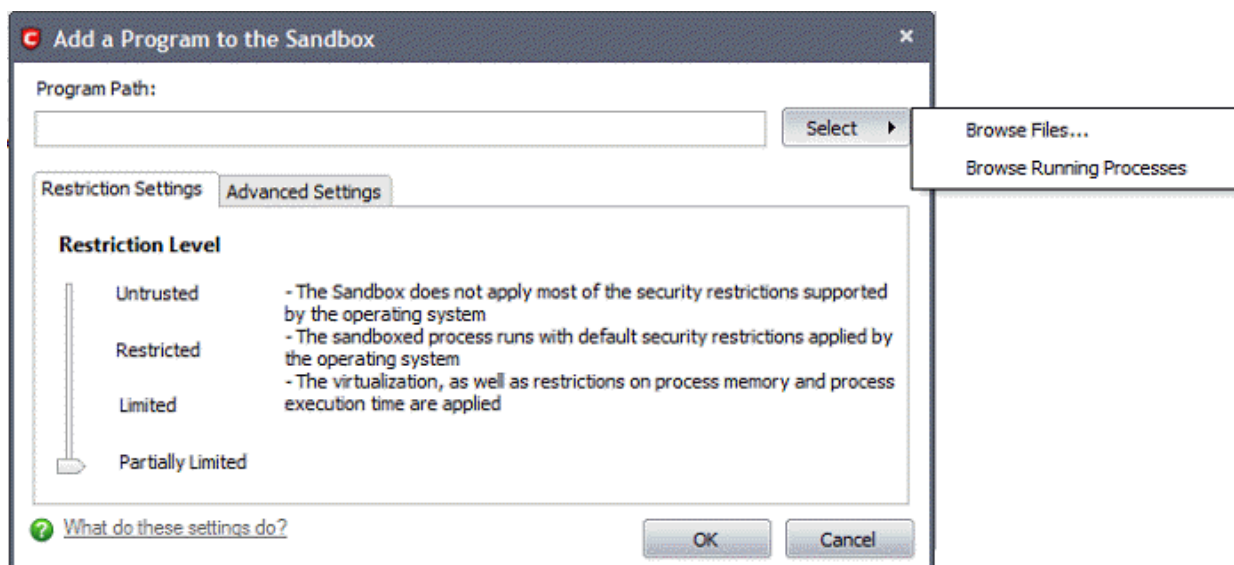 Add a Program to the Sandbox
Program Path:
Select
Browse Files...
Browse Running Processes
Restriction Settings
Advanced Settings
Restriction Level
Untrusted
Restricted
Limited
Partially Limited
- The Sandbox does not apply most of the security restrictions supported
by the operating system
- The sandboxed process runs with default security restrictions applied by
the operating system
- The virtualization, as well as restrictions on process memory and process
execution time are applied
What do these settings do?
OK
Cancel